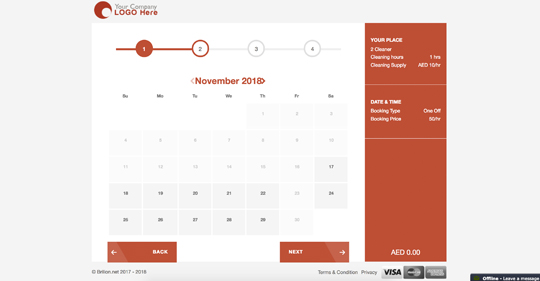 Your Company
LOGO Here
1 2 3 4
November 2018
Su Mo Tu We Th Fr Sa
1 2 3
4 5 6 7 8 9 10
11 12 13 14 15 16 17
18 19 20 21 22 23 24
25 26 27 28 29 30
BACK
NEXT
YOUR PLACE
2 Cleaner
Cleaning hours 1 hrs
Cleaning Supply AED 10/hr
DATE & TIME
Booking Type One Off
Booking Price 50/hr
AED 0.00
© Brilion.net 2017 - 2018
Terms & Condition Privacy VISA
Offline - Leave a message